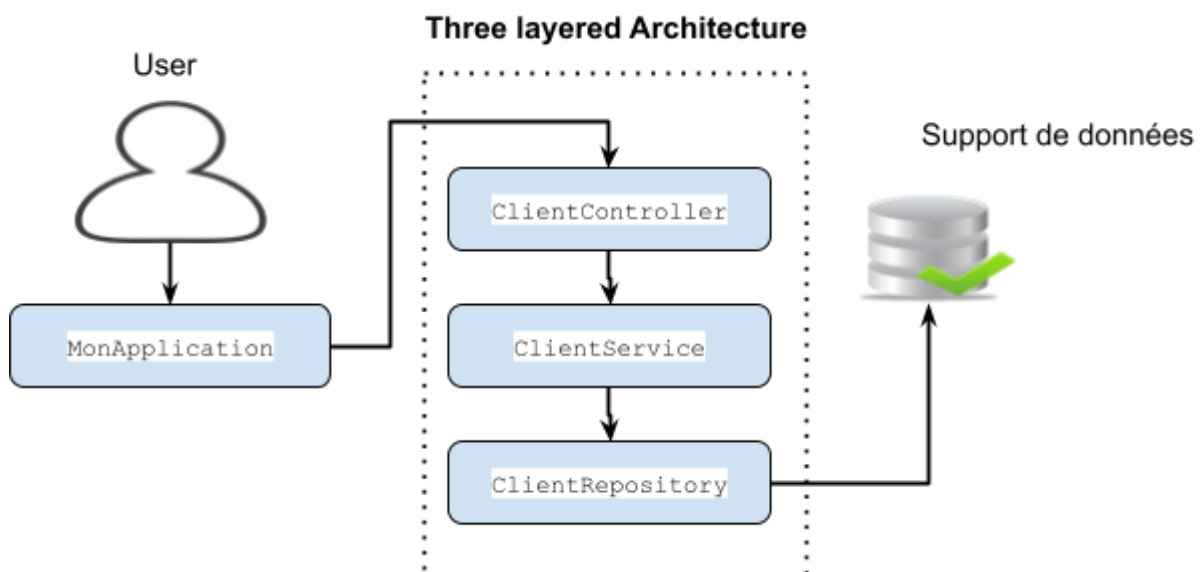 Three layered Architecture
User
Support de données
ClientController
MonApplication
ClientService
ClientRepository